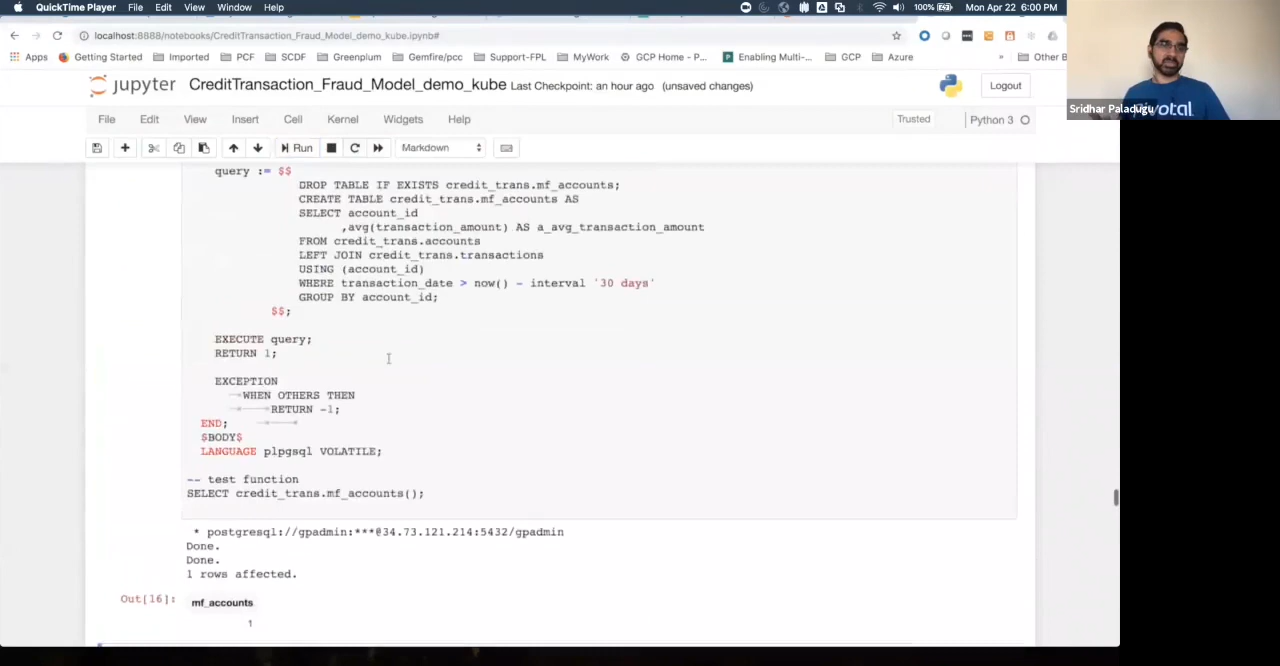 QuickTime Player File Edit View Window Help 100% Mon Apr 22 6:00 PM
localhost:8888/notebooks/CreditTransaction_Fraud_Model_demo_kube.ipynb#
Apps Getting Started Imported PCF SCDF Greenplum Gemfire/pcc Support-FPL MyWork GCP Home - P... Enabling Multi-... GCP Azure » Other B
jupyter CreditTransaction_Fraud_Model_demo_kube Last Checkpoint: an hour ago (unsaved changes) Logout
Sridhar Paladugu
otal
File Edit View Insert Cell Kernel Widgets Help Trusted Python 3
Run Markdown
query := $$
DROP TABLE IF EXISTS credit_trans.mf_accounts;
CREATE TABLE credit_trans.mf_accounts AS
SELECT account_id
,avg(transaction_amount) AS a_avg_transaction_amount
FROM credit_trans.accounts
LEFT JOIN credit_trans.transactions
USING (account_id)
WHERE transaction_date > now() - interval '30 days'
GROUP BY account_id;
$$;
EXECUTE query;
RETURN 1;
EXCEPTION
WHEN OTHERS THEN
RETURN -1;
END;
$BODY$
LANGUAGE plpgsql VOLATILE;
-- test function
SELECT credit_trans.mf_accounts();
* postgresql://gpadmin:***@34.73.121.214:5432/gpadmin
Done.
Done.
1 rows affected.
Out[16]: mf_accounts
1